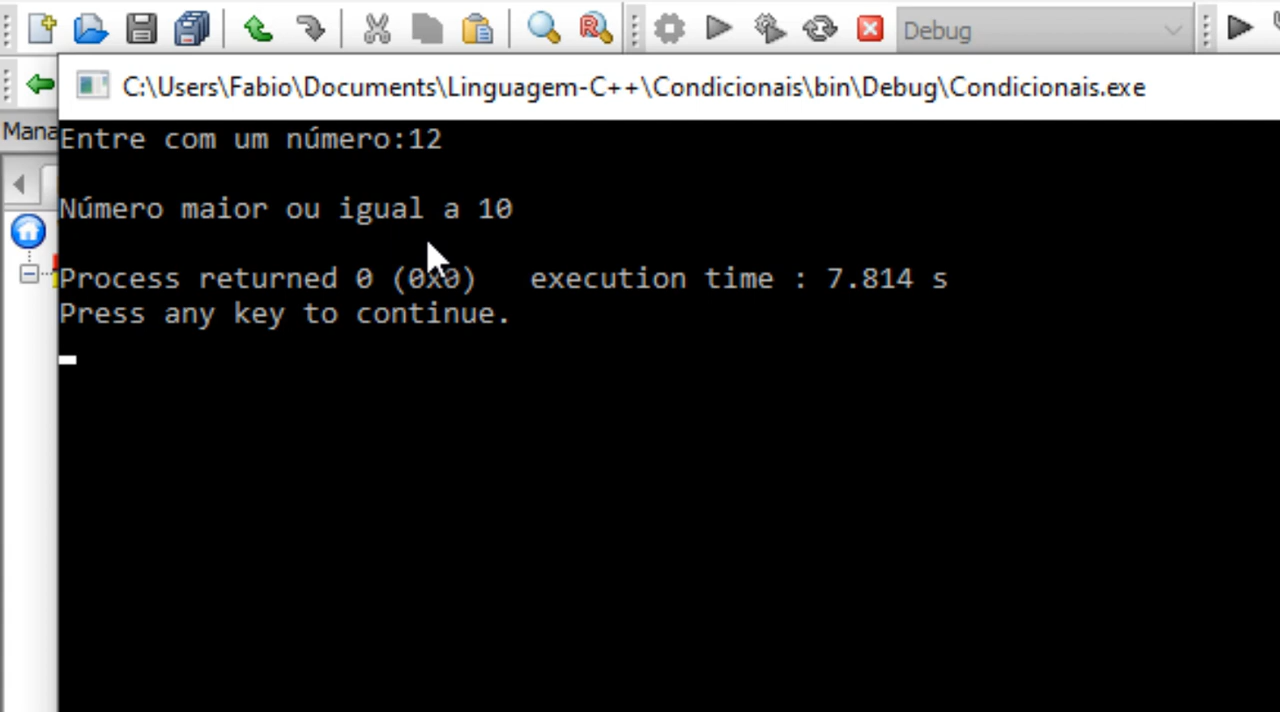 Debug
C:\Users\Fabio\Documents\Linguagem-C++\Condicionais\bin\Debug\Condicionais.exe
Mana
Entre com um número:12
Número maior ou igual a 10
Process returned 0 (0x0)   execution time : 7.814 s
Press any key to continue.